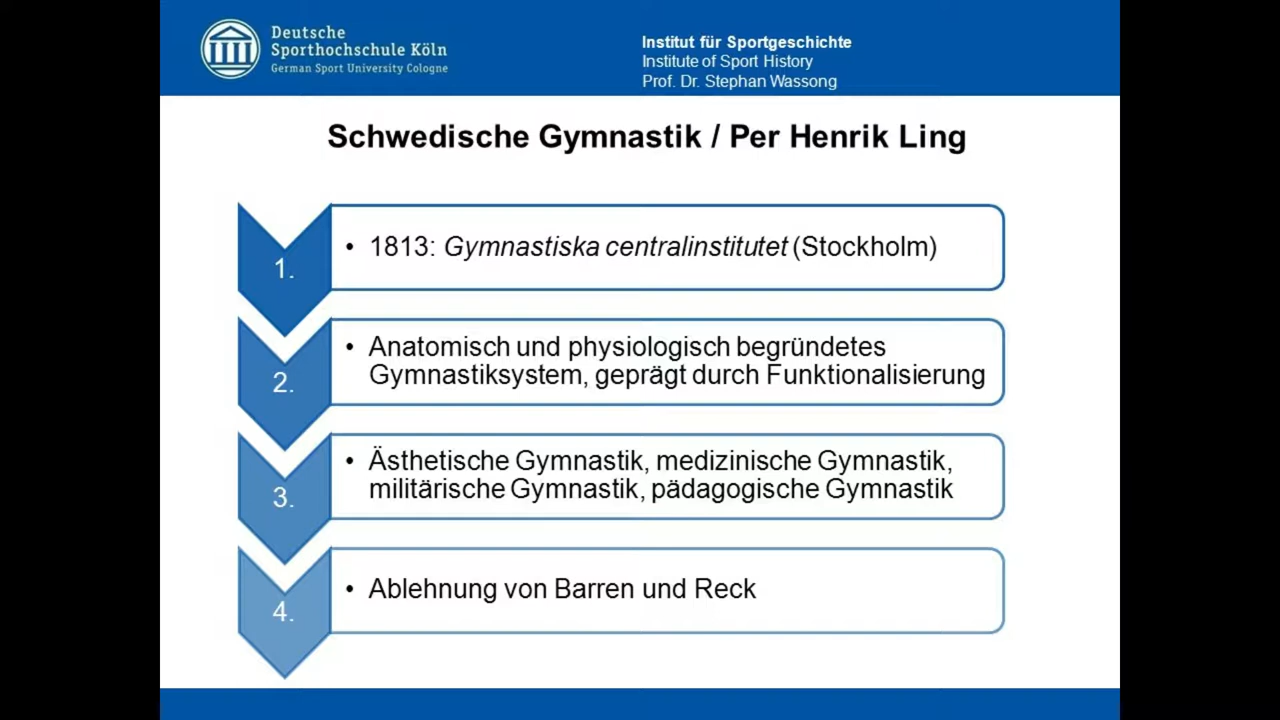 Deutsche
Sporthochschule Köln
German Sport University Cologne
Institut für Sportgeschichte
Institute of Sport History
Prof. Dr. Stephan Wassong
Schwedische Gymnastik / Per Henrik Ling
1.
• 1813: Gymnastiska centralinstitutet (Stockholm)
2.
• Anatomisch und physiologisch begründetes
Gymnastiksystem, geprägt durch Funktionalisierung
3.
• Ästhetische Gymnastik, medizinische Gymnastik,
militärische Gymnastik, pädagogische Gymnastik
4.
• Ablehnung von Barren und Reck